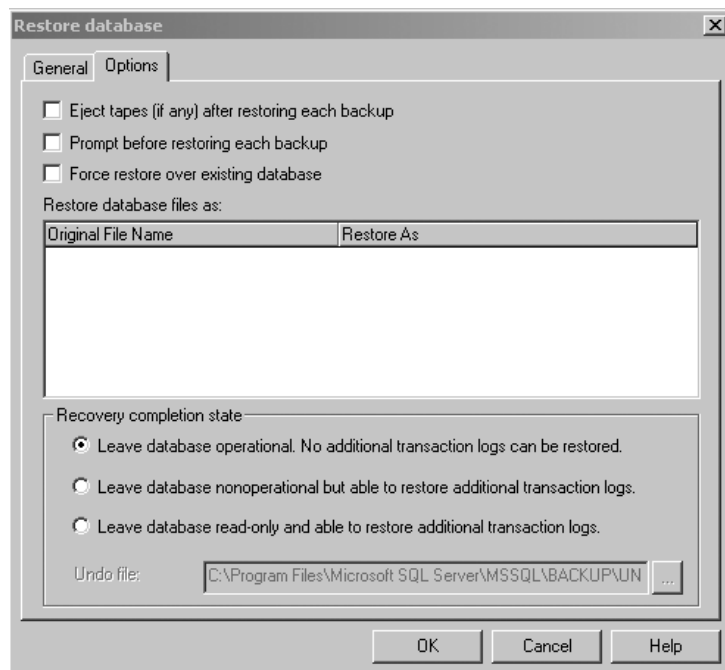 Restore database
General Options
Eject tapes (if any) after restoring each backup
Prompt before restoring each backup
Force restore over existing database
Restore database files as:
Original File Name Restore As
Recovery completion state
Leave database operational. No additional transaction logs can be restored.
Leave database nonoperational but able to restore additional transaction logs.
Leave database read-only and able to restore additional transaction logs.
Undo file: C:\Program Files\Microsoft SQL Server\MSSQL\BACKUP\UN ...
OK Cancel Help